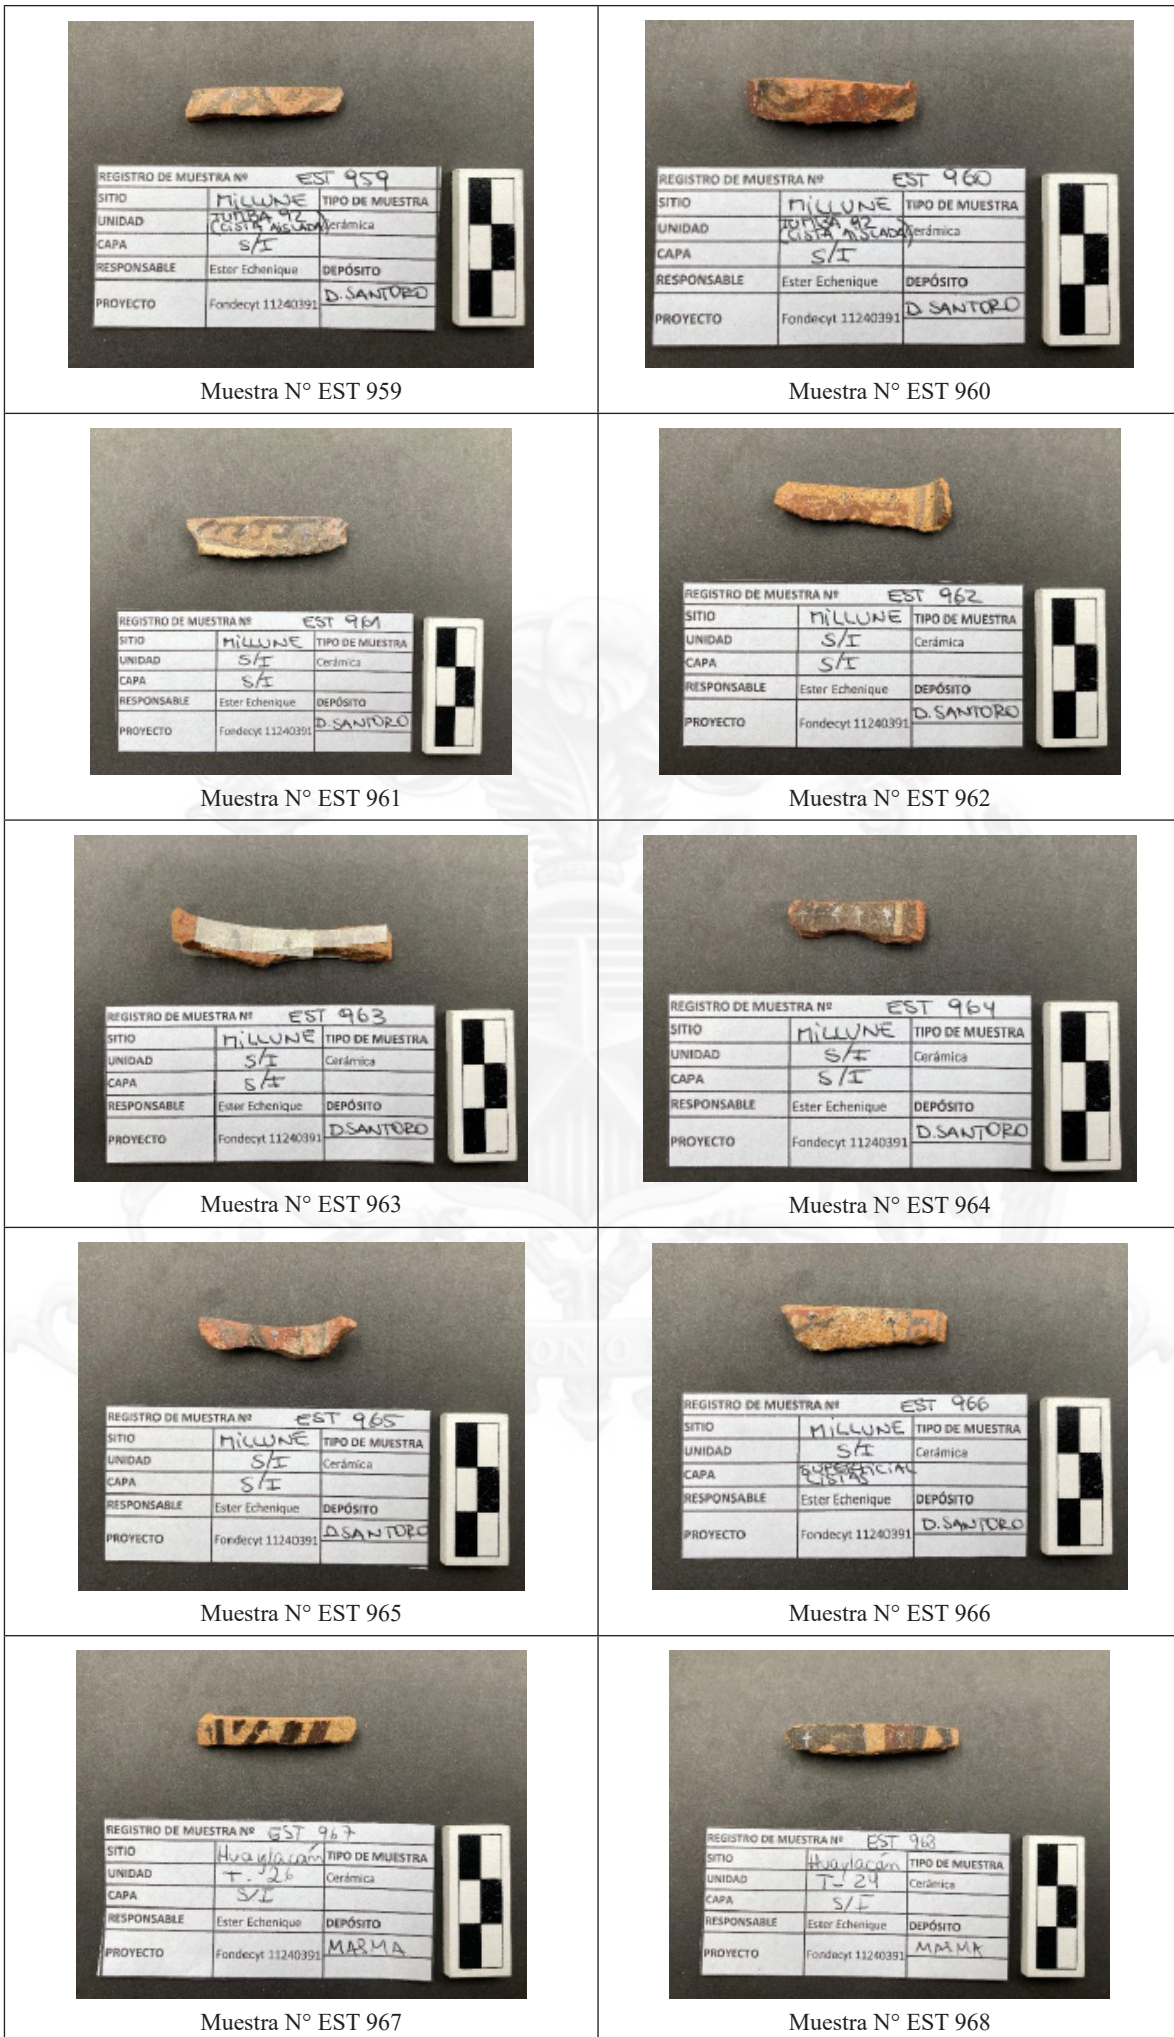 REGISTRO DE MUESTRA Nº EST 959
SITIO MILLUNE TIPO DE MUESTRA
UNIDAD TUMBA 92 (CISTA AISLADA) Cerámica
CAPA S/I
RESPONSABLE Ester Echenique DEPÓSITO
PROYECTO Fondecyt 11240391 D. SANTORO
Muestra N° EST 959
REGISTRO DE MUESTRA Nº EST 960
SITIO MILLUNE TIPO DE MUESTRA
UNIDAD TUMBA 92 (CISTA AISLADA) Cerámica
CAPA S/I
RESPONSABLE Ester Echenique DEPÓSITO
PROYECTO Fondecyt 11240391 D. SANTORO
Muestra N° EST 960
REGISTRO DE MUESTRA Nº EST 961
SITIO MILLUNE TIPO DE MUESTRA
UNIDAD S/I Cerámica
CAPA S/I
RESPONSABLE Ester Echenique DEPÓSITO
PROYECTO Fondecyt 11240391 D. SANTORO
Muestra N° EST 961
REGISTRO DE MUESTRA Nº EST 962
SITIO MILLUNE TIPO DE MUESTRA
UNIDAD S/I Cerámica
CAPA S/I
RESPONSABLE Ester Echenique DEPÓSITO
PROYECTO Fondecyt 11240391 D. SANTORO
Muestra N° EST 962
REGISTRO DE MUESTRA Nº EST 963
SITIO MILLUNE TIPO DE MUESTRA
UNIDAD S/I Cerámica
CAPA S/I
RESPONSABLE Ester Echenique DEPÓSITO
PROYECTO Fondecyt 11240391 D. SANTORO
Muestra N° EST 963
REGISTRO DE MUESTRA Nº EST 964
SITIO MILLUNE TIPO DE MUESTRA
UNIDAD S/I Cerámica
CAPA S/I
RESPONSABLE Ester Echenique DEPÓSITO
PROYECTO Fondecyt 11240391 D. SANTORO
Muestra N° EST 964
REGISTRO DE MUESTRA Nº EST 965
SITIO MILLUNE TIPO DE MUESTRA
UNIDAD S/I Cerámica
CAPA S/I
RESPONSABLE Ester Echenique DEPÓSITO
PROYECTO Fondecyt 11240391 D. SANTORO
Muestra N° EST 965
REGISTRO DE MUESTRA Nº EST 966
SITIO MILLUNE TIPO DE MUESTRA
UNIDAD S/I Cerámica
CAPA SUPERFICIAL CISTAS
RESPONSABLE Ester Echenique DEPÓSITO
PROYECTO Fondecyt 11240391 D. SANTORO
Muestra N° EST 966
REGISTRO DE MUESTRA Nº EST 967
SITIO Huaylacán TIPO DE MUESTRA
UNIDAD T-26 Cerámica
CAPA S/I
RESPONSABLE Ester Echenique DEPÓSITO
PROYECTO Fondecyt 11240391 MASMA
Muestra N° EST 967
REGISTRO DE MUESTRA Nº EST 968
SITIO Huaylacán TIPO DE MUESTRA
UNIDAD T-24 Cerámica
CAPA S/I
RESPONSABLE Ester Echenique DEPÓSITO
PROYECTO Fondecyt 11240391 MASMA
Muestra N° EST 968